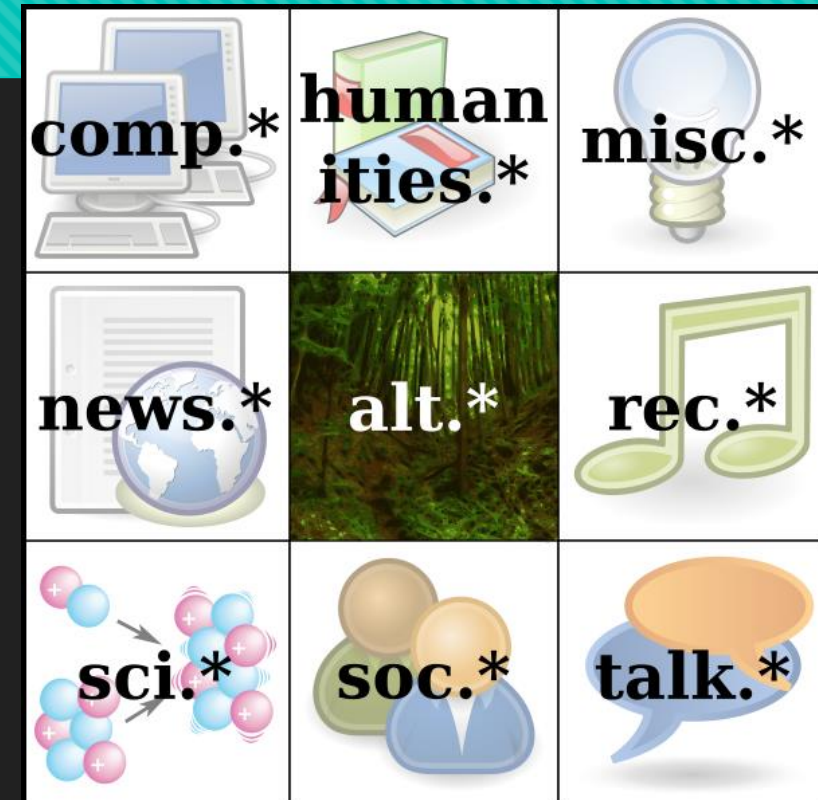 comp.*
human
ities.*
misc.*
news.*
alt.*
rec.*
sci.*
soc.*
talk.*